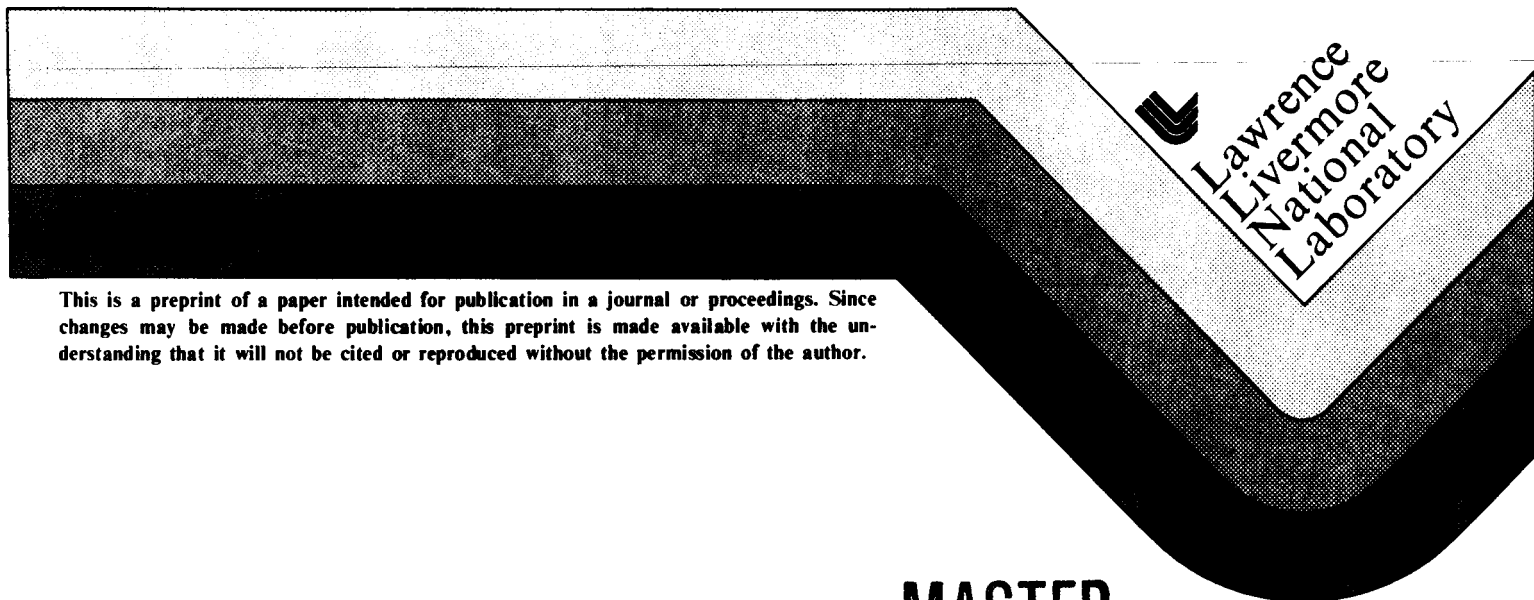 Lawrence
Livermore
National
Laboratory
This is a preprint of a paper intended for publication in a journal or proceedings. Since
changes may be made before publication, this preprint is made available with the un-
derstanding that it will not be cited or reproduced without the permission of the author.
MASTER